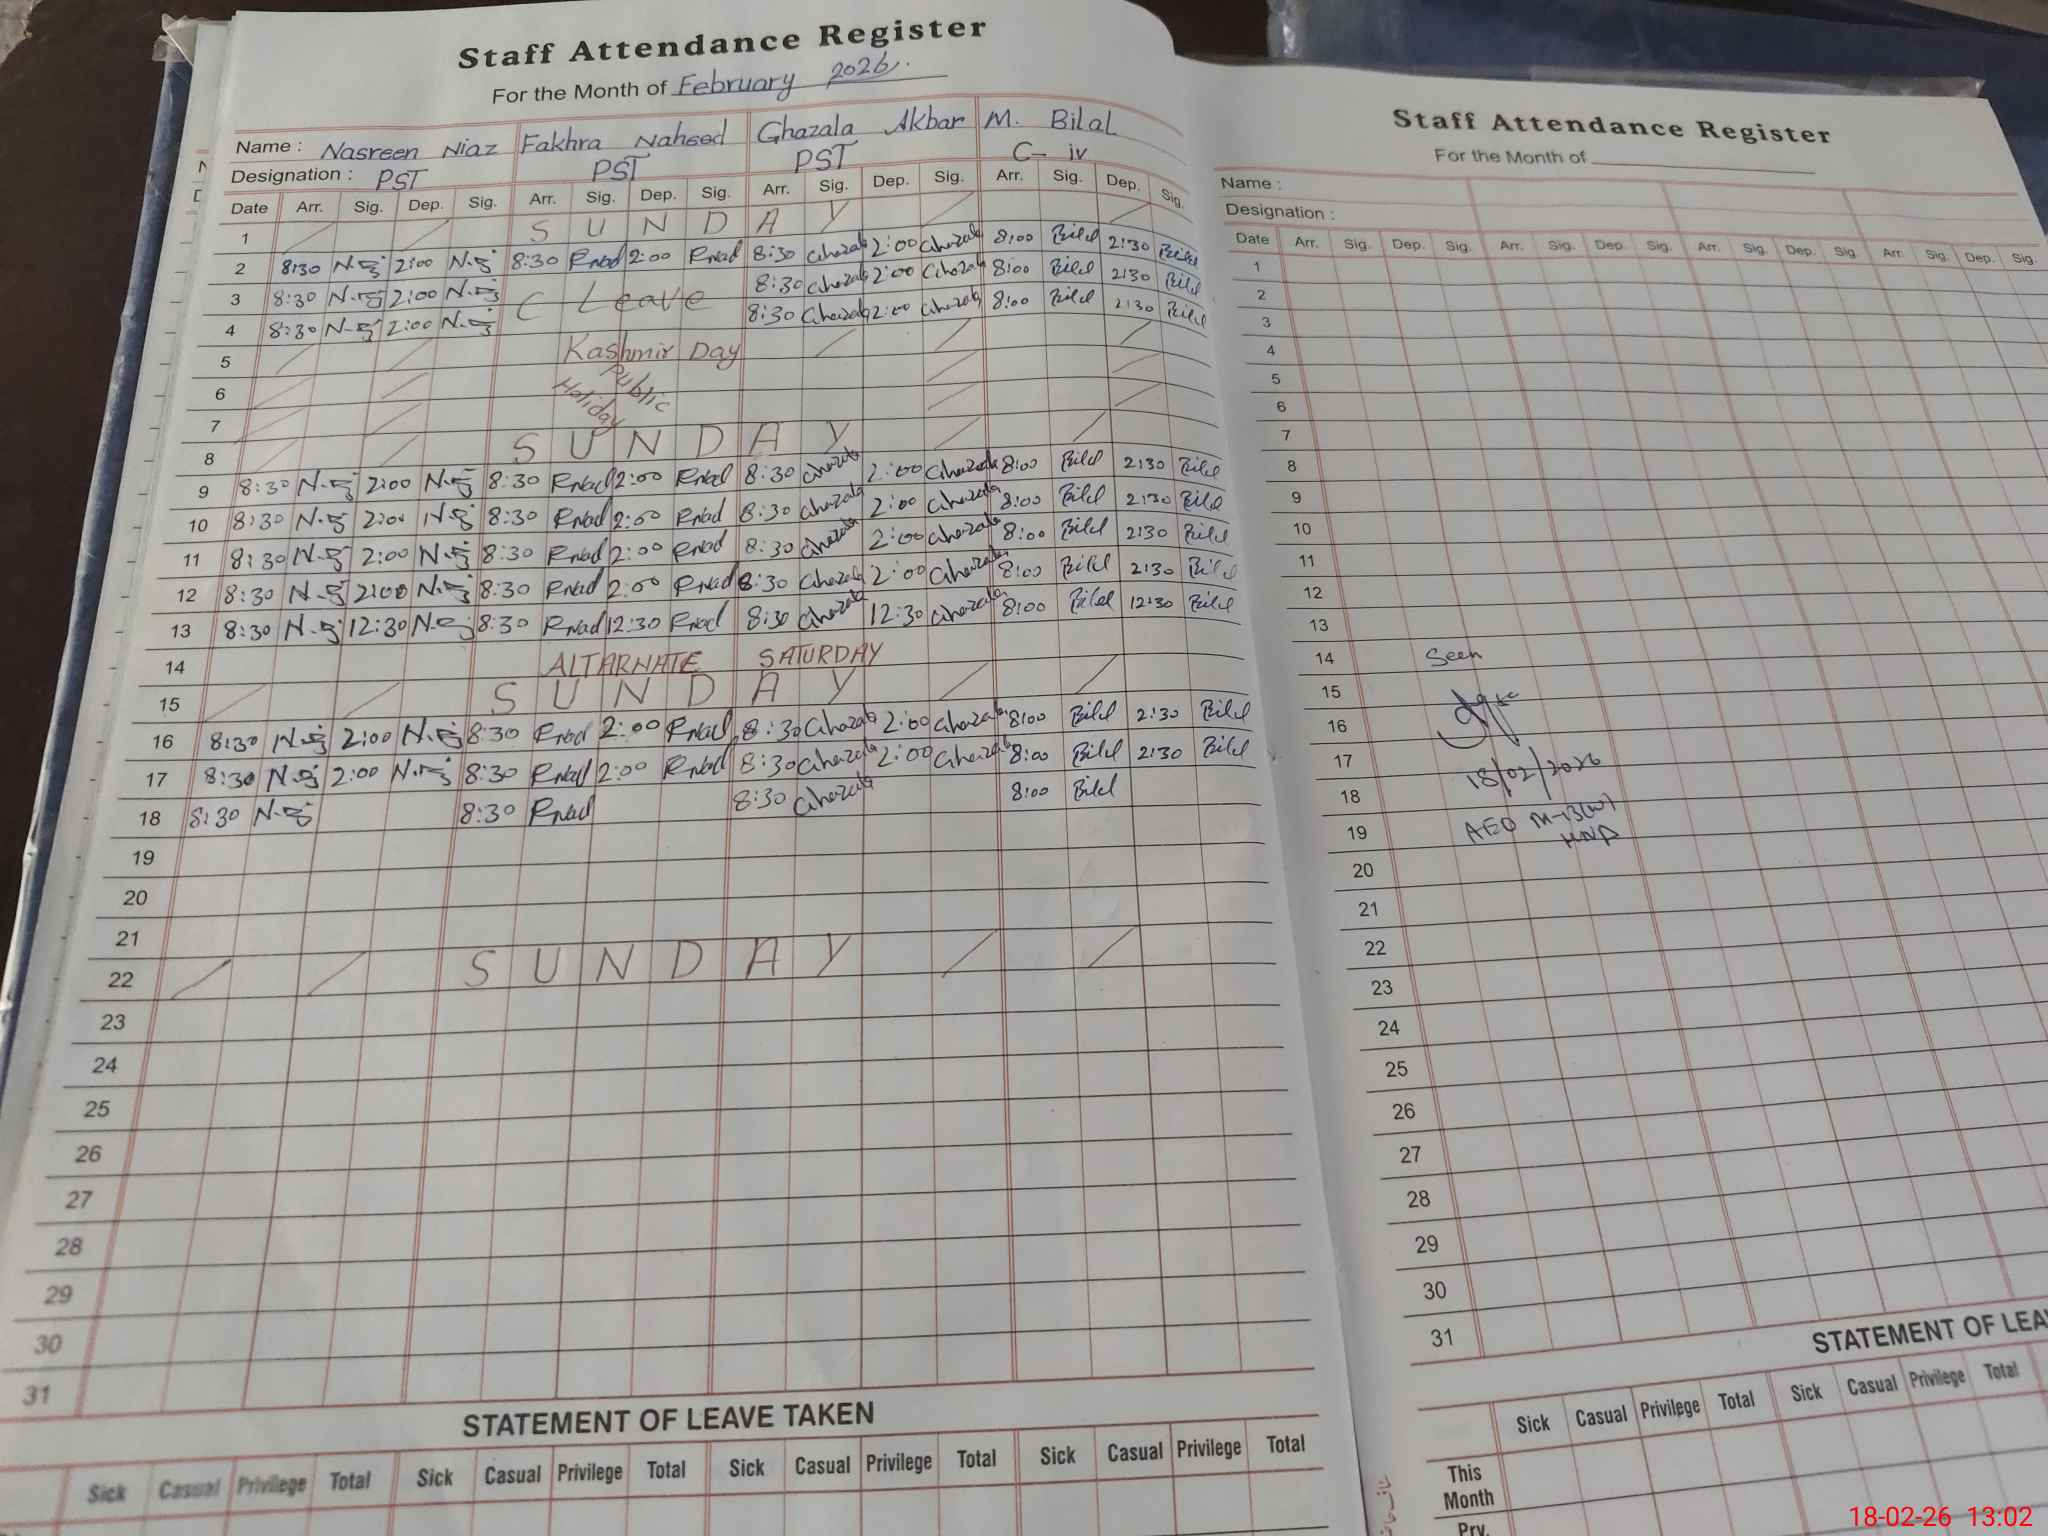 Staff Attendance Register
For the Month of February 2026.
Name : Nasreen Niaz Fakhra Naheed Ghazala Akbar M. Bilal
Designation : PST PST PST C- iv
Date Arr. Sig. Dep. Sig. Arr. Sig. Dep. Sig. Arr. Sig. Dep. Sig. Arr. Sig. Dep. Sig.
1 S U N D A Y
2 8:30 2:00 8:30 2:00 8:30 Ghazala 2:00 Ghazala 8:00 Bilal 2:30 Bilal
3 8:30 2:00 C Leave 8:30 Ghazala 2:00 Ghazala 8:00 Bilal 2:30 Bilal
4 8:30 2:00 8:30 Ghazala 2:00 Ghazala 8:00 Bilal 2:30 Bilal
5 Kashmir Day
6 Public
7 Holiday
8 S U N D A Y
9 8:30 2:00 8:30 2:00 8:30 Ghazala 2:00 Ghazala 8:00 Bilal 2:30 Bilal
10 8:30 2:00 8:30 2:00 8:30 Ghazala 2:00 Ghazala 8:00 Bilal 2:30 Bilal
11 8:30 2:00 8:30 2:00 8:30 Ghazala 2:00 Ghazala 8:00 Bilal 2:30 Bilal
12 8:30 2:00 8:30 2:00 8:30 Ghazala 2:00 Ghazala 8:00 Bilal 2:30 Bilal
13 8:30 12:30 8:30 12:30 8:30 Ghazala 12:30 Ghazala 8:00 Bilal 12:30 Bilal
14 ALTARNATE SATURDAY
15 S U N D A Y
16 8:30 2:00 8:30 2:00 8:30 Ghazala 2:00 Ghazala 8:00 Bilal 2:30 Bilal
17 8:30 2:00 8:30 2:00 8:30 Ghazala 2:00 Ghazala 8:00 Bilal 2:30 Bilal
18 8:30 8:30 8:30 Ghazala 8:00 Bilal
19
20
21
22 S U N D A Y
23
24
25
26
27
28
29
30
31
STATEMENT OF LEAVE TAKEN
Sick Casual Privilege Total Sick Casual Privilege Total Sick Casual Privilege Total Sick Casual Privilege Total
Staff Attendance Register
For the Month of
Name :
Designation :
Date Arr. Sig. Dep. Sig. Arr. Sig. Dep. Sig. Arr. Sig. Dep. Sig. Arr. Sig. Dep. Sig.
1
2
3
4
5
6
7
8
9
10
11
12
13
14 Seen
15
16
17 18/02/2026
18
19 AEO M-13(W)
20
21
22
23
24
25
26
27
28
29
30
31
STATEMENT OF LEA
Sick Casual Privilege Total Sick Casual Privilege Total
This
Month
Prv.
18-02-26 13:02